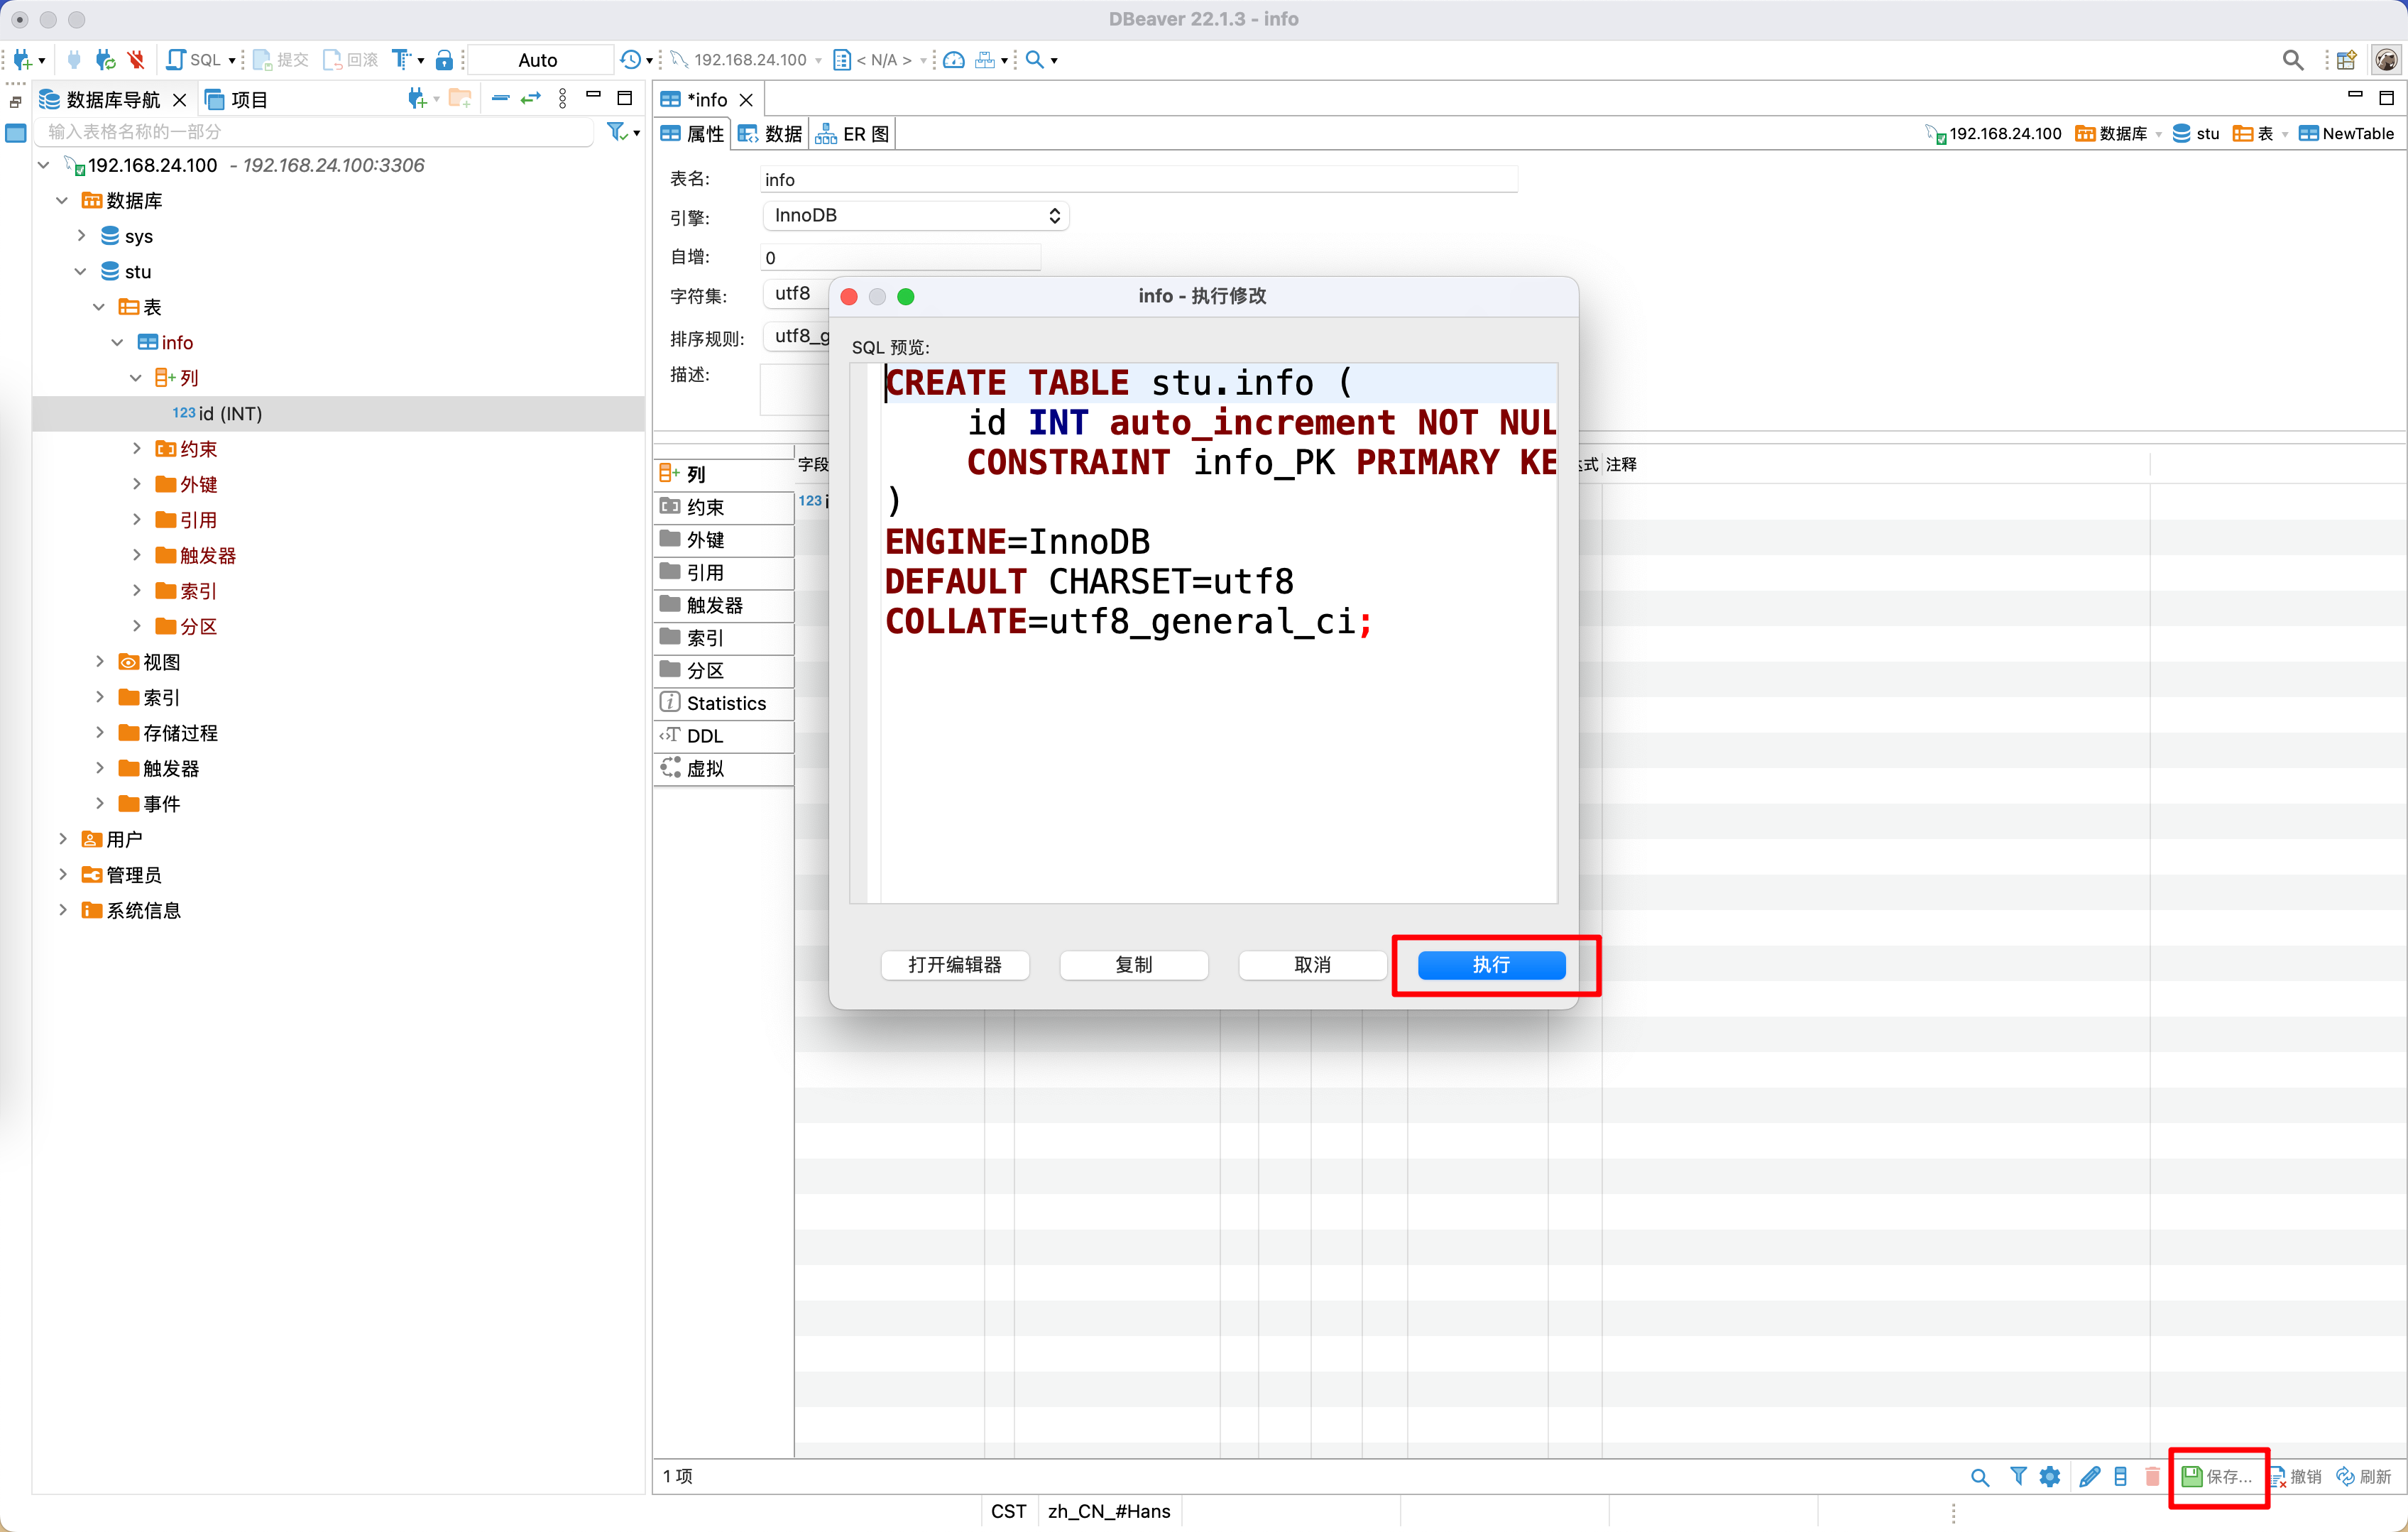 DBeaver 22.1.3 - info
SQL
提交
回滚
Auto
192.168.24.100
< N/A >
数据库导航
项目
输入表格名称的一部分
192.168.24.100 - 192.168.24.100:3306
数据库
sys
stu
表
info
列
123 id (INT)
约束
外键
引用
触发器
索引
分区
视图
索引
存储过程
触发器
事件
用户
管理员
系统信息
*info
属性
数据
ER 图
192.168.24.100
数据库
stu
表
NewTable
表名:
info
引擎:
InnoDB
自增:
0
字符集:
utf8
排序规则:
utf8_g
描述:
列
约束
外键
引用
触发器
索引
分区
Statistics
DDL
虚拟
字段
注释
123
info - 执行修改
SQL 预览:
CREATE TABLE stu.info (
id INT auto_increment NOT NUL
CONSTRAINT info_PK PRIMARY KE
)
ENGINE=InnoDB
DEFAULT CHARSET=utf8
COLLATE=utf8_general_ci;
打开编辑器
复制
取消
执行
1 项
保存...
撤销
刷新
CST
zh_CN_#Hans